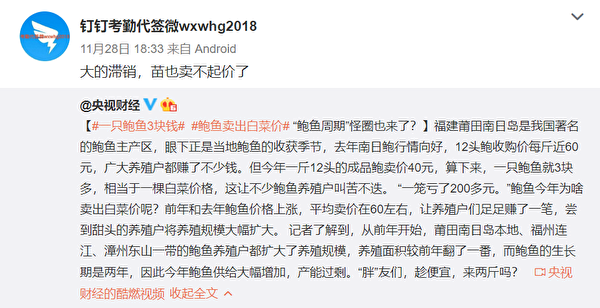 钉钉考勤代签微wxwhg2018
11月28日 18:33 来自 Android
大的滞销，苗也卖不起价了
@央视财经
【#一只鲍鱼3块钱# #鲍鱼卖出白菜价# “鲍鱼周期”怪圈也来了？】福建莆田南日岛是我国著名
的鲍鱼主产区，眼下正是当地鲍鱼的收获季节，去年南日鲍行情向好，12头鲍收购价每斤近60
元，广大养殖户都赚了不少钱。但今年一斤12头的成品鲍卖价40元，算下来，一只鲍鱼就3块
多，相当于一棵白菜价格，这让不少鲍鱼养殖户叫苦不迭。 “一笼亏了200多元。”鲍鱼今年为啥
卖出白菜价呢？前年和去年鲍鱼价格上涨，平均卖价在60左右，让养殖户们足足赚了一笔，尝
到甜头的养殖户将养殖规模大幅扩大。 记者了解到，从前年开始，莆田南日岛本地、福州连
江、漳州东山一带的鲍鱼养殖户都扩大了养殖规模，养殖面积较前年翻了一番，而鲍鱼的生长
期是两年，因此今年鲍鱼供给大幅增加，产能过剩。“胖”友们，趁便宜，来两斤吗？ 央视
财经的酷燃视频 收起全文